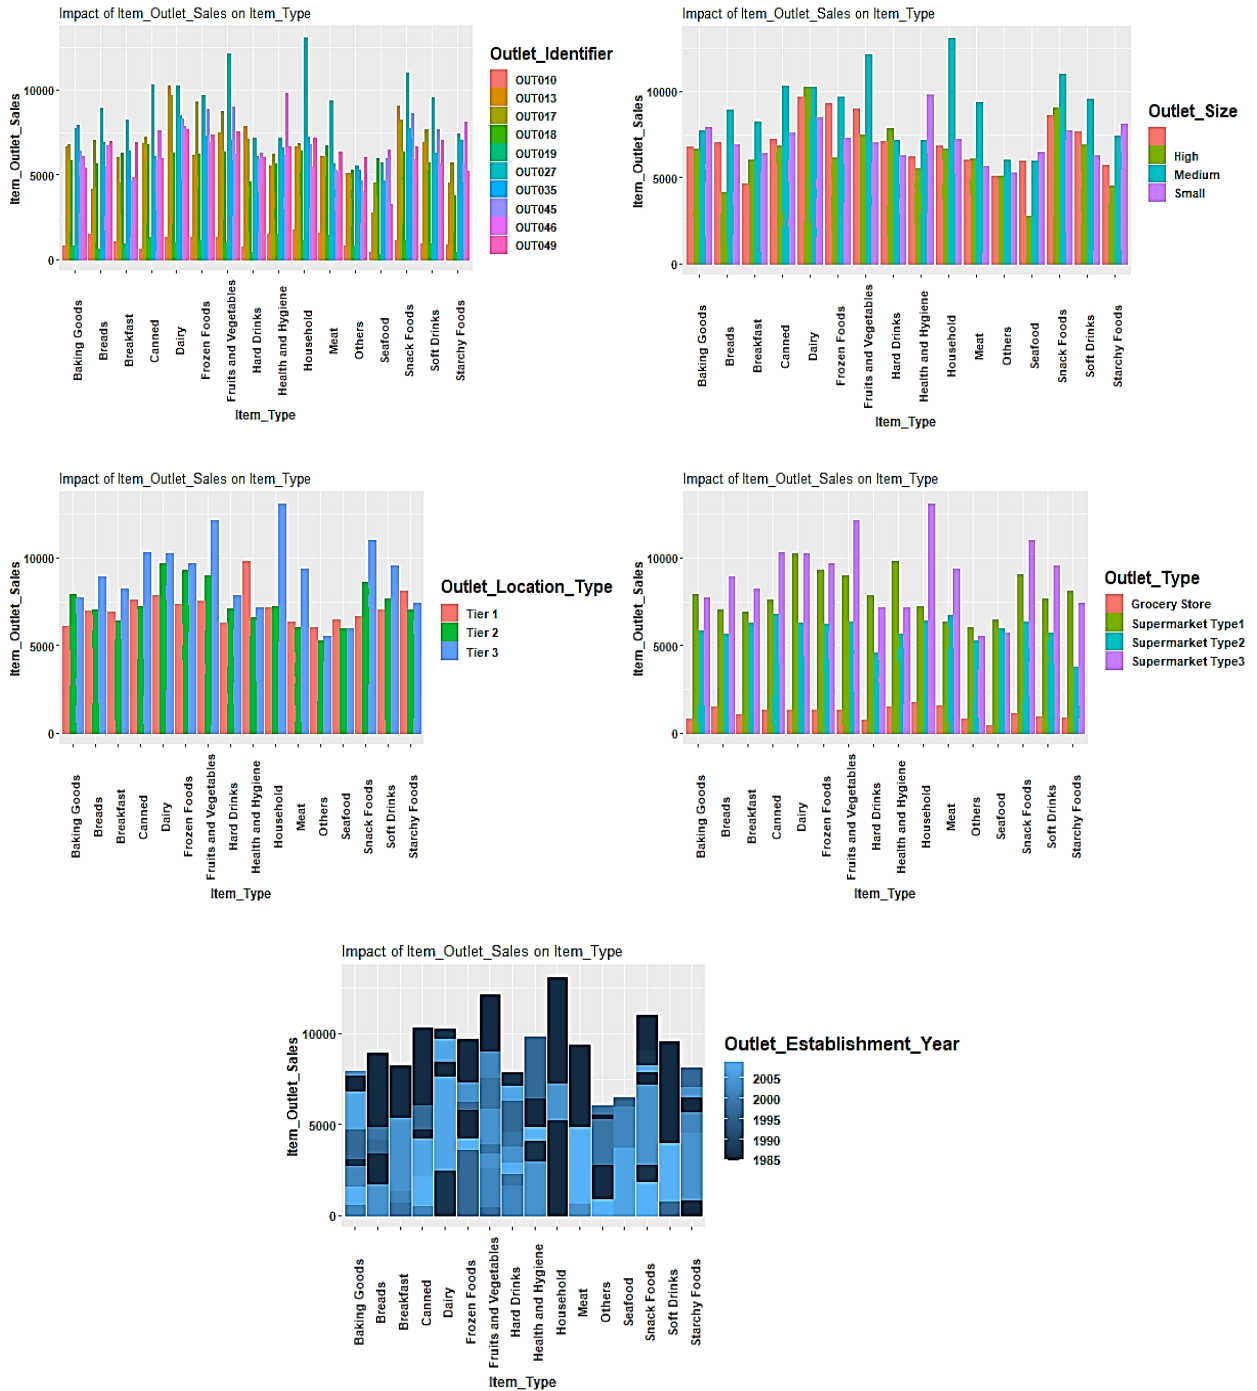 Impact of Item_Outlet_Sales on Item_Type
Item_Outlet_Sales
10000
5000
0
Baking Goods
Breads
Breakfast
Canned
Dairy
Frozen Foods
Fruits and Vegetables
Hard Drinks
Health and Hygiene
Household
Meat
Others
Seafood
Snack Foods
Soft Drinks
Starchy Foods
Item_Type
Outlet_Identifier
OUT010
OUT013
OUT017
OUT018
OUT019
OUT027
OUT035
OUT045
OUT046
OUT049
Impact of Item_Outlet_Sales on Item_Type
Item_Outlet_Sales
10000
5000
0
Baking Goods
Breads
Breakfast
Canned
Dairy
Frozen Foods
Fruits and Vegetables
Hard Drinks
Health and Hygiene
Household
Meat
Others
Seafood
Snack Foods
Soft Drinks
Starchy Foods
Item_Type
Outlet_Size
High
Medium
Small
Impact of Item_Outlet_Sales on Item_Type
Item_Outlet_Sales
10000
5000
0
Baking Goods
Breads
Breakfast
Canned
Dairy
Frozen Foods
Fruits and Vegetables
Hard Drinks
Health and Hygiene
Household
Meat
Others
Seafood
Snack Foods
Soft Drinks
Starchy Foods
Item_Type
Outlet_Location_Type
Tier 1
Tier 2
Tier 3
Impact of Item_Outlet_Sales on Item_Type
Item_Outlet_Sales
10000
5000
0
Baking Goods
Breads
Breakfast
Canned
Dairy
Frozen Foods
Fruits and Vegetables
Hard Drinks
Health and Hygiene
Household
Meat
Others
Seafood
Snack Foods
Soft Drinks
Starchy Foods
Item_Type
Outlet_Type
Grocery Store
Supermarket Type1
Supermarket Type2
Supermarket Type3
Impact of Item_Outlet_Sales on Item_Type
Item_Outlet_Sales
10000
5000
0
Baking Goods
Breads
Breakfast
Canned
Dairy
Frozen Foods
Fruits and Vegetables
Hard Drinks
Health and Hygiene
Household
Meat
Others
Seafood
Snack Foods
Soft Drinks
Starchy Foods
Item_Type
Outlet_Establishment_Year
2005
2000
1995
1990
1985